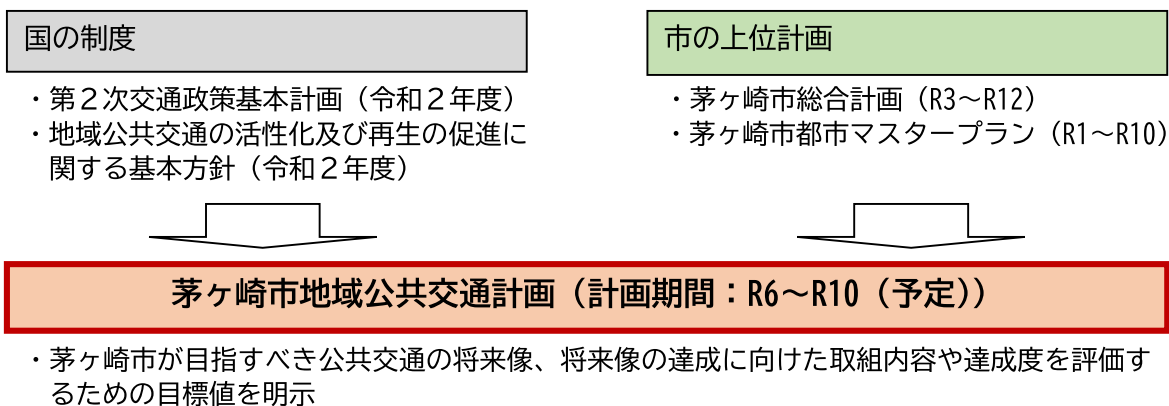 国の制度
・第２次交通政策基本計画（令和２年度）
・地域公共交通の活性化及び再生の促進に
関する基本方針（令和２年度）
市の上位計画
・茅ヶ崎市総合計画（R3～R12）
・茅ヶ崎市都市マスタープラン（R1～R10）
茅ヶ崎市地域公共交通計画（計画期間：R6～R10（予定））
・茅ヶ崎市が目指すべき公共交通の将来像、将来像の達成に向けた取組内容や達成度を評価す
るための目標値を明示